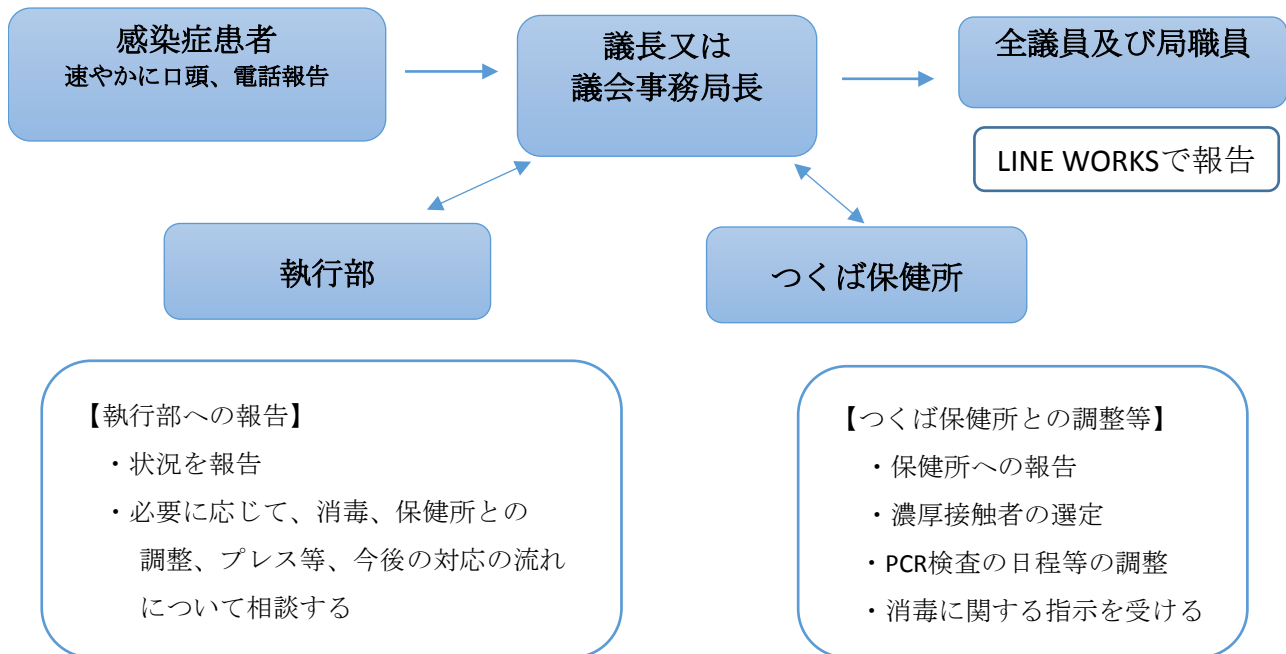 感染症患者
速やかに口頭、電話報告
議長又は
議会事務局長
全議員及び局職員
LINE WORKSで報告
執行部
つくば保健所
【執行部への報告】
・状況を報告
・必要に応じて、消毒、保健所との
調整、プレス等、今後の対応の流れ
について相談する
【つくば保健所との調整等】
・保健所への報告
・濃厚接触者の選定
・PCR検査の日程等の調整
・消毒に関する指示を受ける